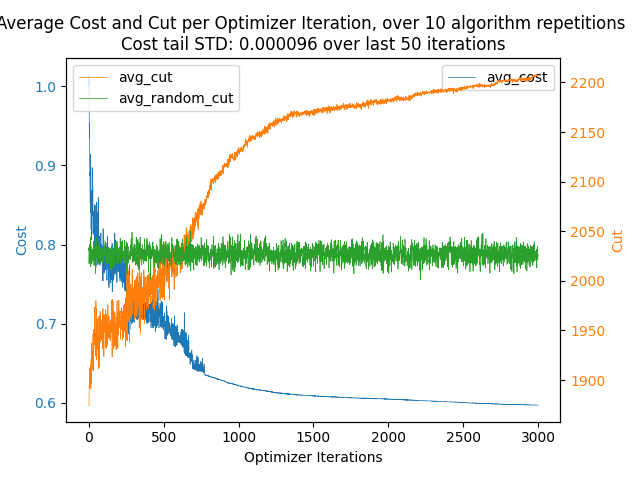 Average Cost and Cut per Optimizer Iteration, over 10 algorithm repetitions
Cost tail STD: 0.000096 over last 50 iterations
avg_cut
avg_random_cut
avg_cost
1.0
0.9
0.8
0.7
0.6
Cost
2200
2150
2100
2050
2000
1950
1900
Cut
0
500
1000
1500
2000
2500
3000
Optimizer Iterations